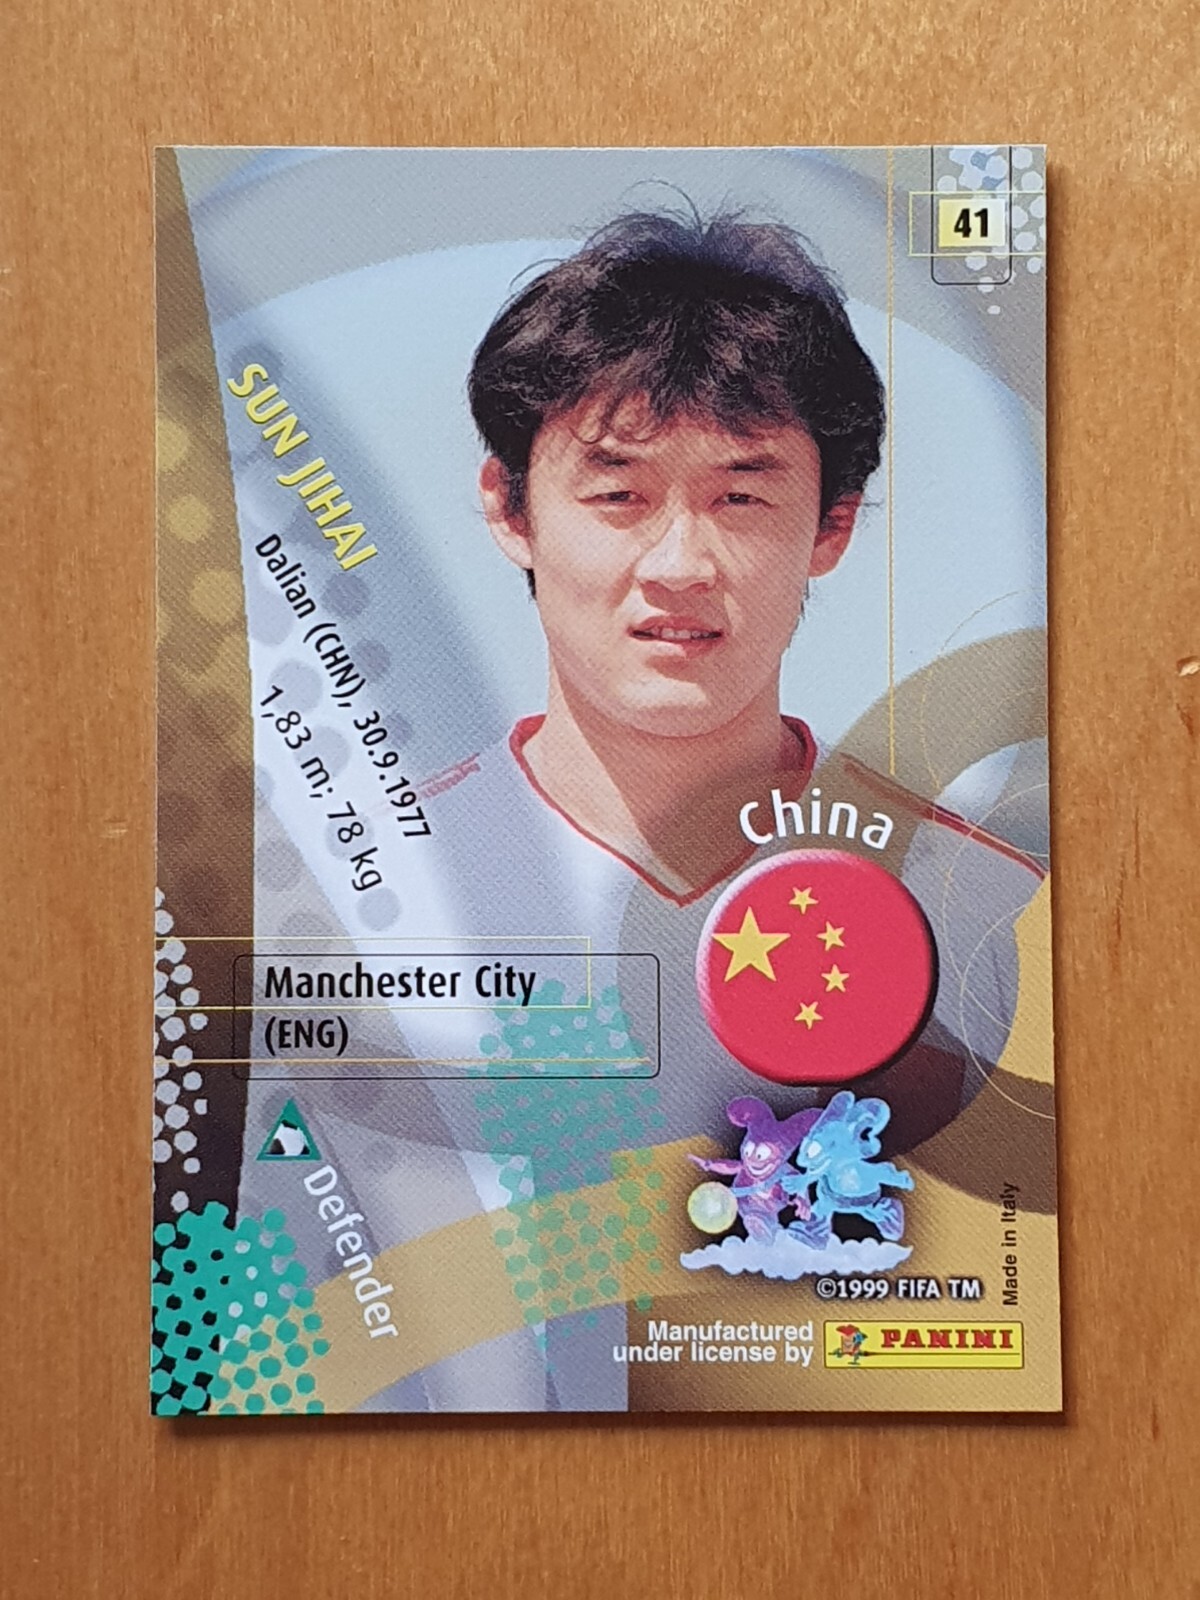 41
SUN JIHAI
Dalian (CHN), 30.9.1977
1,83 m; 78 kg
China
Manchester City
(ENG)
Defender
©1999 FIFA TM
Made in Italy
Manufactured
under license by
PANINI